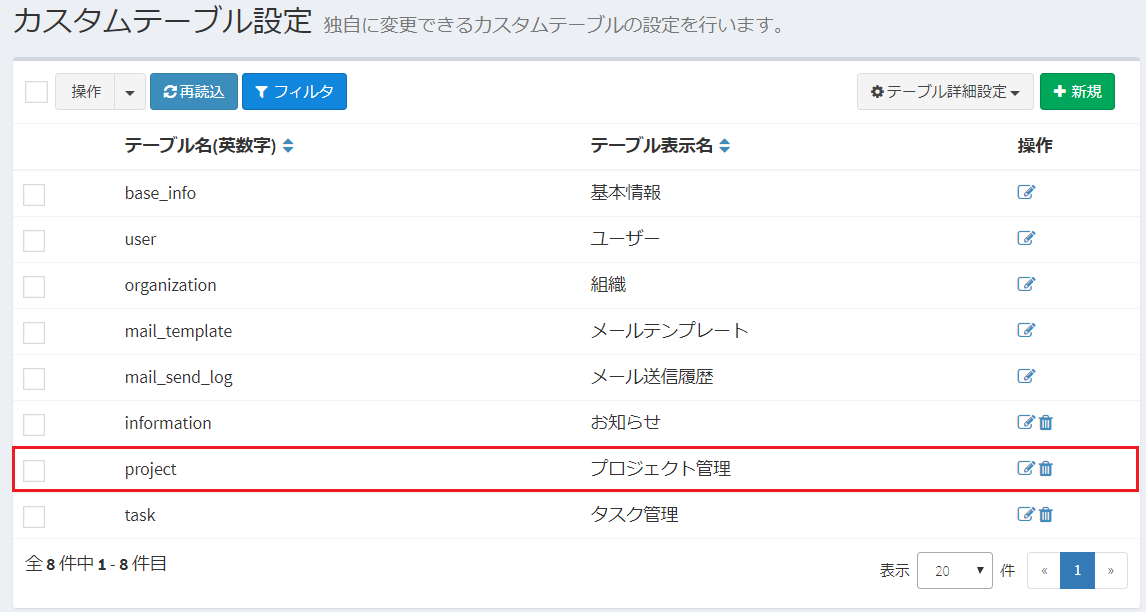 カスタムテーブル設定 独自に変更できるカスタムテーブルの設定を行います。
操作 再読込 フィルタ テーブル詳細設定 新規
テーブル名(英数字) テーブル表示名 操作
base_info 基本情報
user ユーザー
organization 組織
mail_template メールテンプレート
mail_send_log メール送信履歴
information お知らせ
project プロジェクト管理
task タスク管理
全 8 件中 1 - 8 件目
表示 20 件 « 1 »